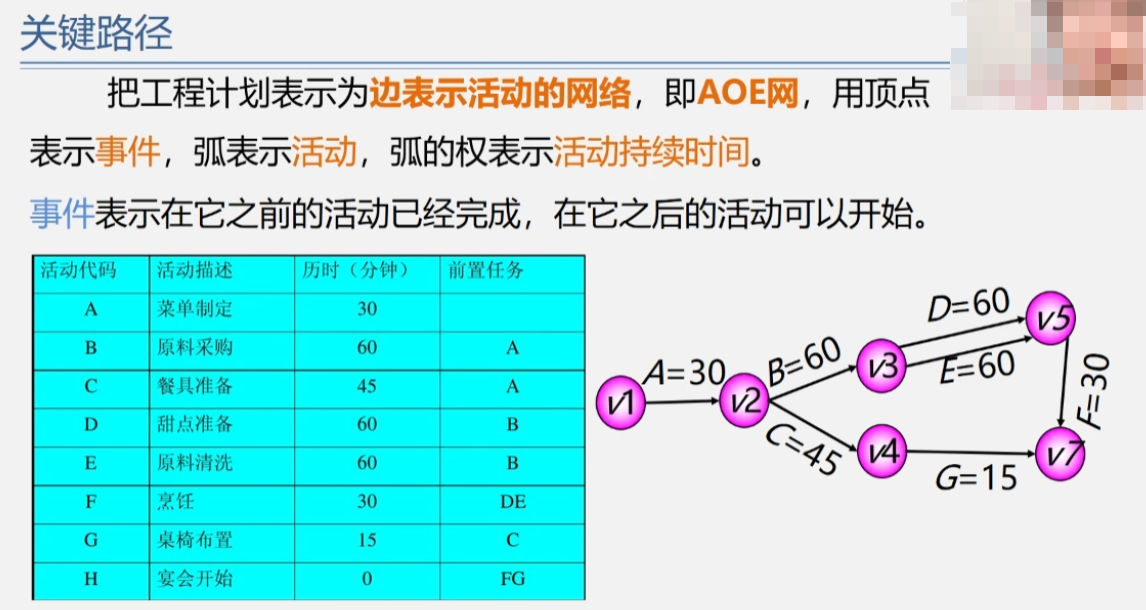 关键路径
把工程计划表示为边表示活动的网络，即AOE网，用顶点
表示事件，弧表示活动，弧的权表示活动持续时间。
事件表示在它之前的活动已经完成，在它之后的活动可以开始。
活动代码 活动描述 历时（分钟） 前置任务
A 菜单制定 30
B 原料采购 60 A
C 餐具准备 45 A
D 甜点准备 60 B
E 原料清洗 60 B
F 烹饪 30 DE
G 桌椅布置 15 C
H 宴会开始 0 FG
D=60
v5
B=60
v3
A=30
E=60
v1
v2
F=30
C=45
v4
v7
G=15